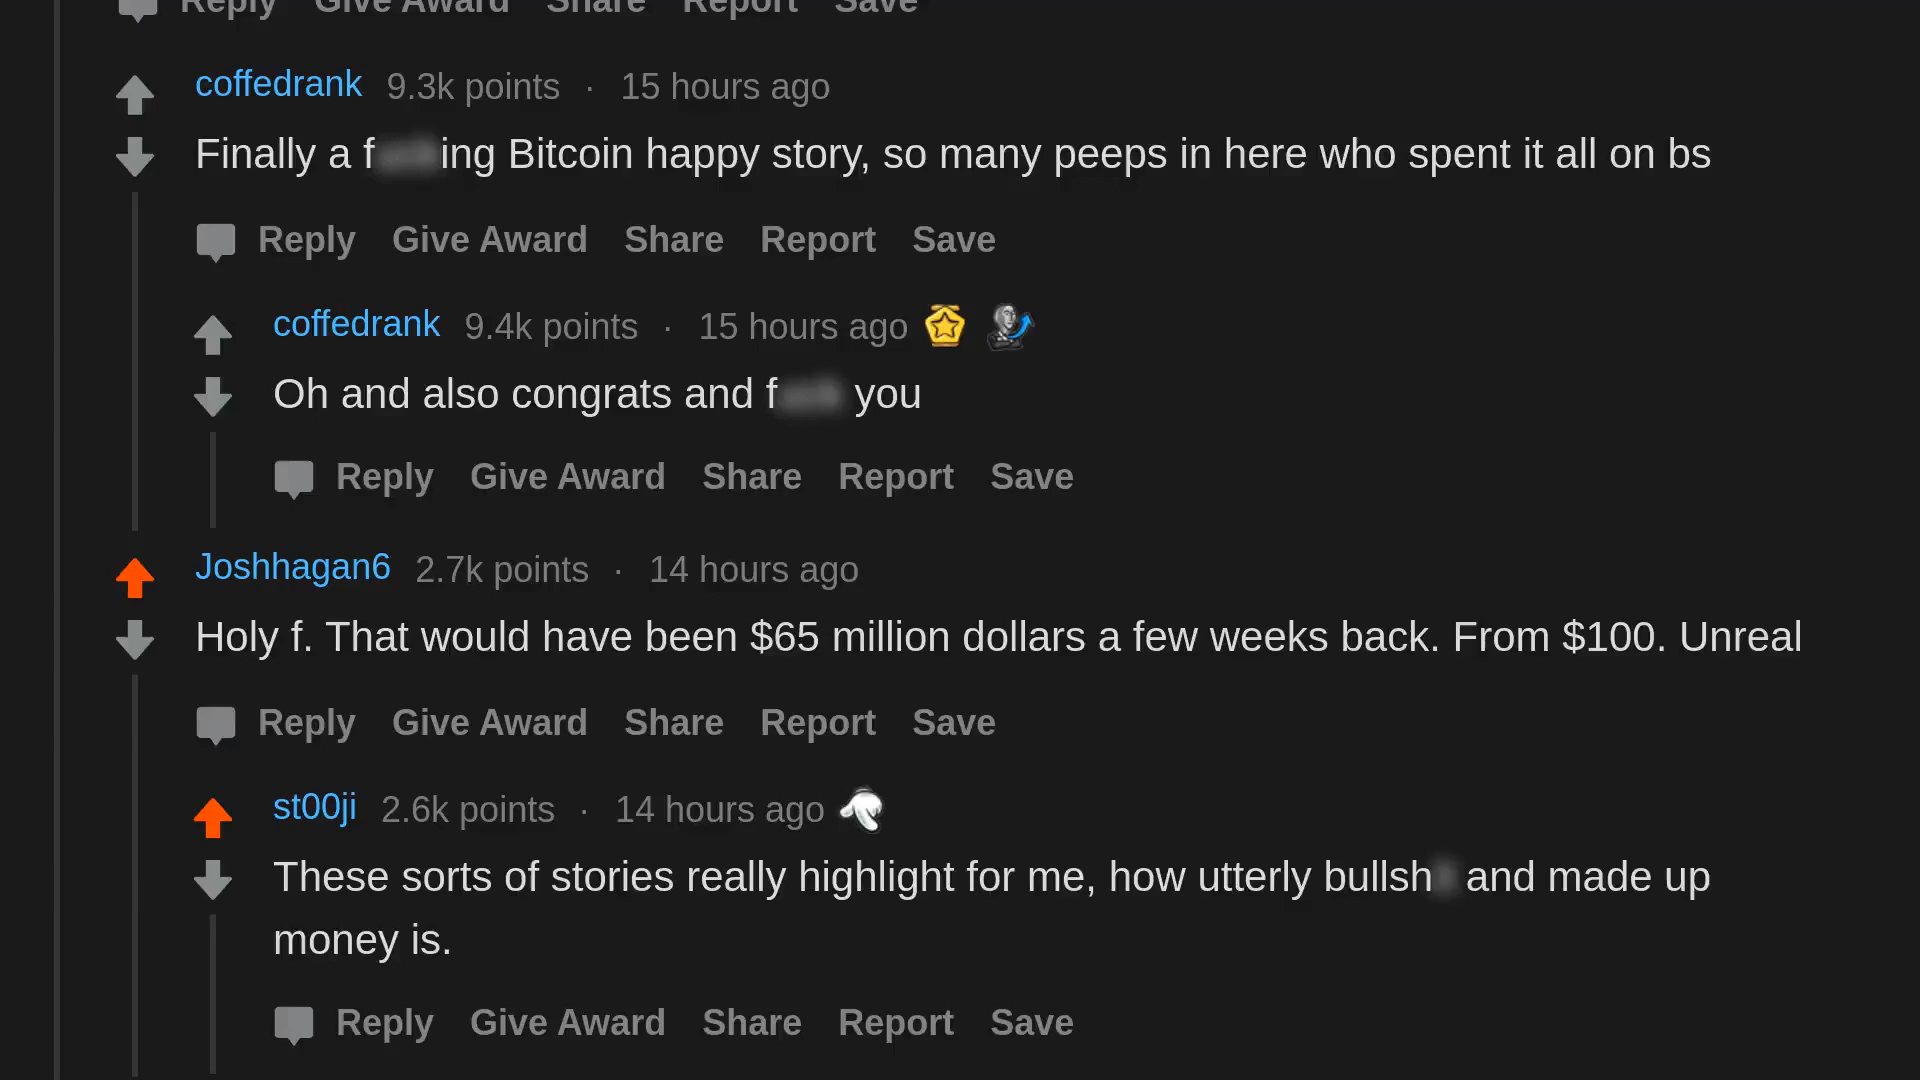 Reply Give Award Share Report Save
coffedrank 9.3k points · 15 hours ago
Finally a f ing Bitcoin happy story, so many peeps in here who spent it all on bs
Reply Give Award Share Report Save
coffedrank 9.4k points · 15 hours ago
Oh and also congrats and f you
Reply Give Award Share Report Save
Joshhagan6 2.7k points · 14 hours ago
Holy f. That would have been $65 million dollars a few weeks back. From $100. Unreal
Reply Give Award Share Report Save
st00ji 2.6k points · 14 hours ago
These sorts of stories really highlight for me, how utterly bullsh and made up
money is.
Reply Give Award Share Report Save